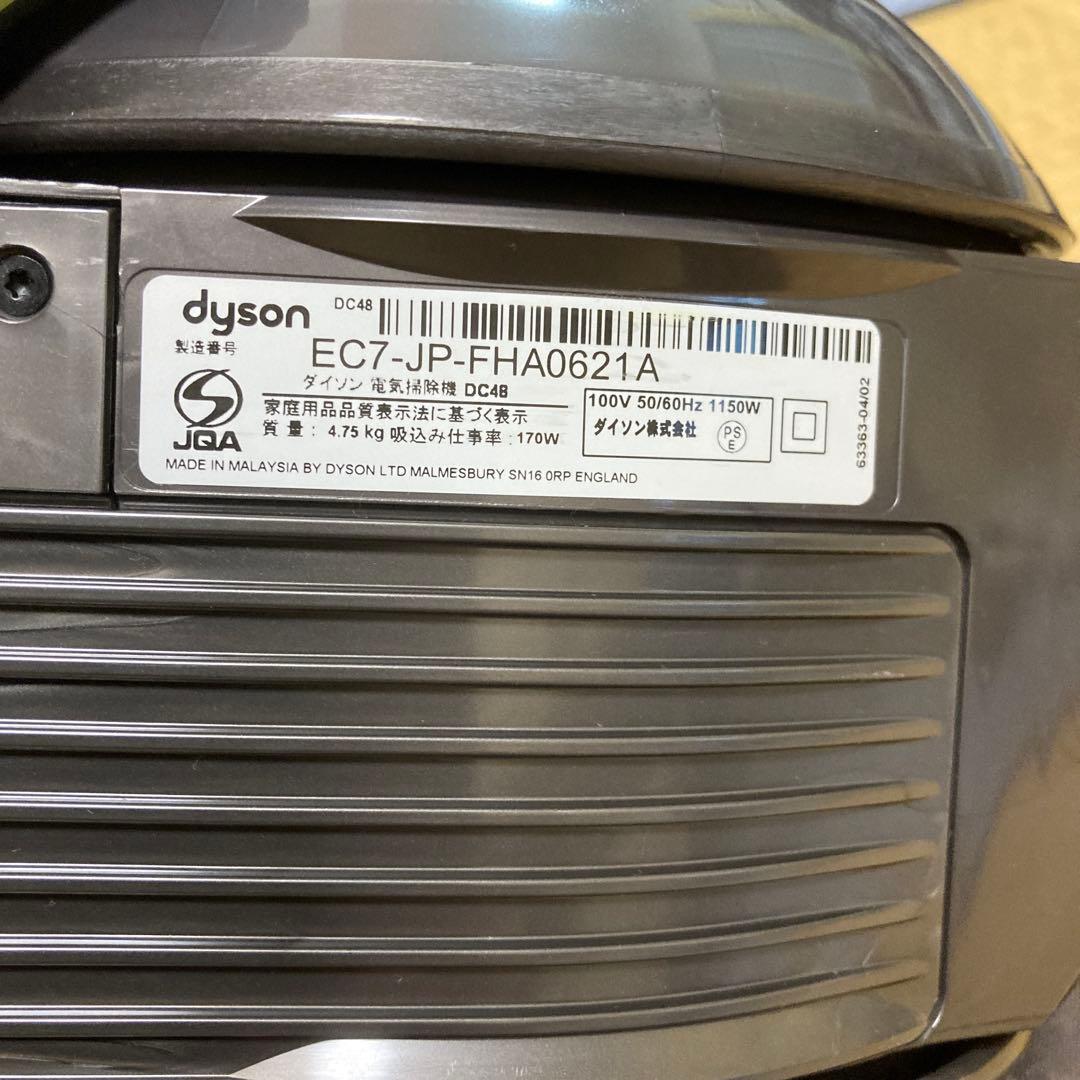 dyson
DC48
製造番号
EC7-JP-FHA0621A
ダイソン 電気掃除機 DC48
JQA
家庭用品品質表示法に基づく表示
質 量 : 4.75 kg 吸込み仕事率 : 170W
100V 50/60Hz 1150W
ダイソン株式会社
PS
E
63363-04/02
MADE IN MALAYSIA BY DYSON LTD MALMESBURY SN16 0RP ENGLAND